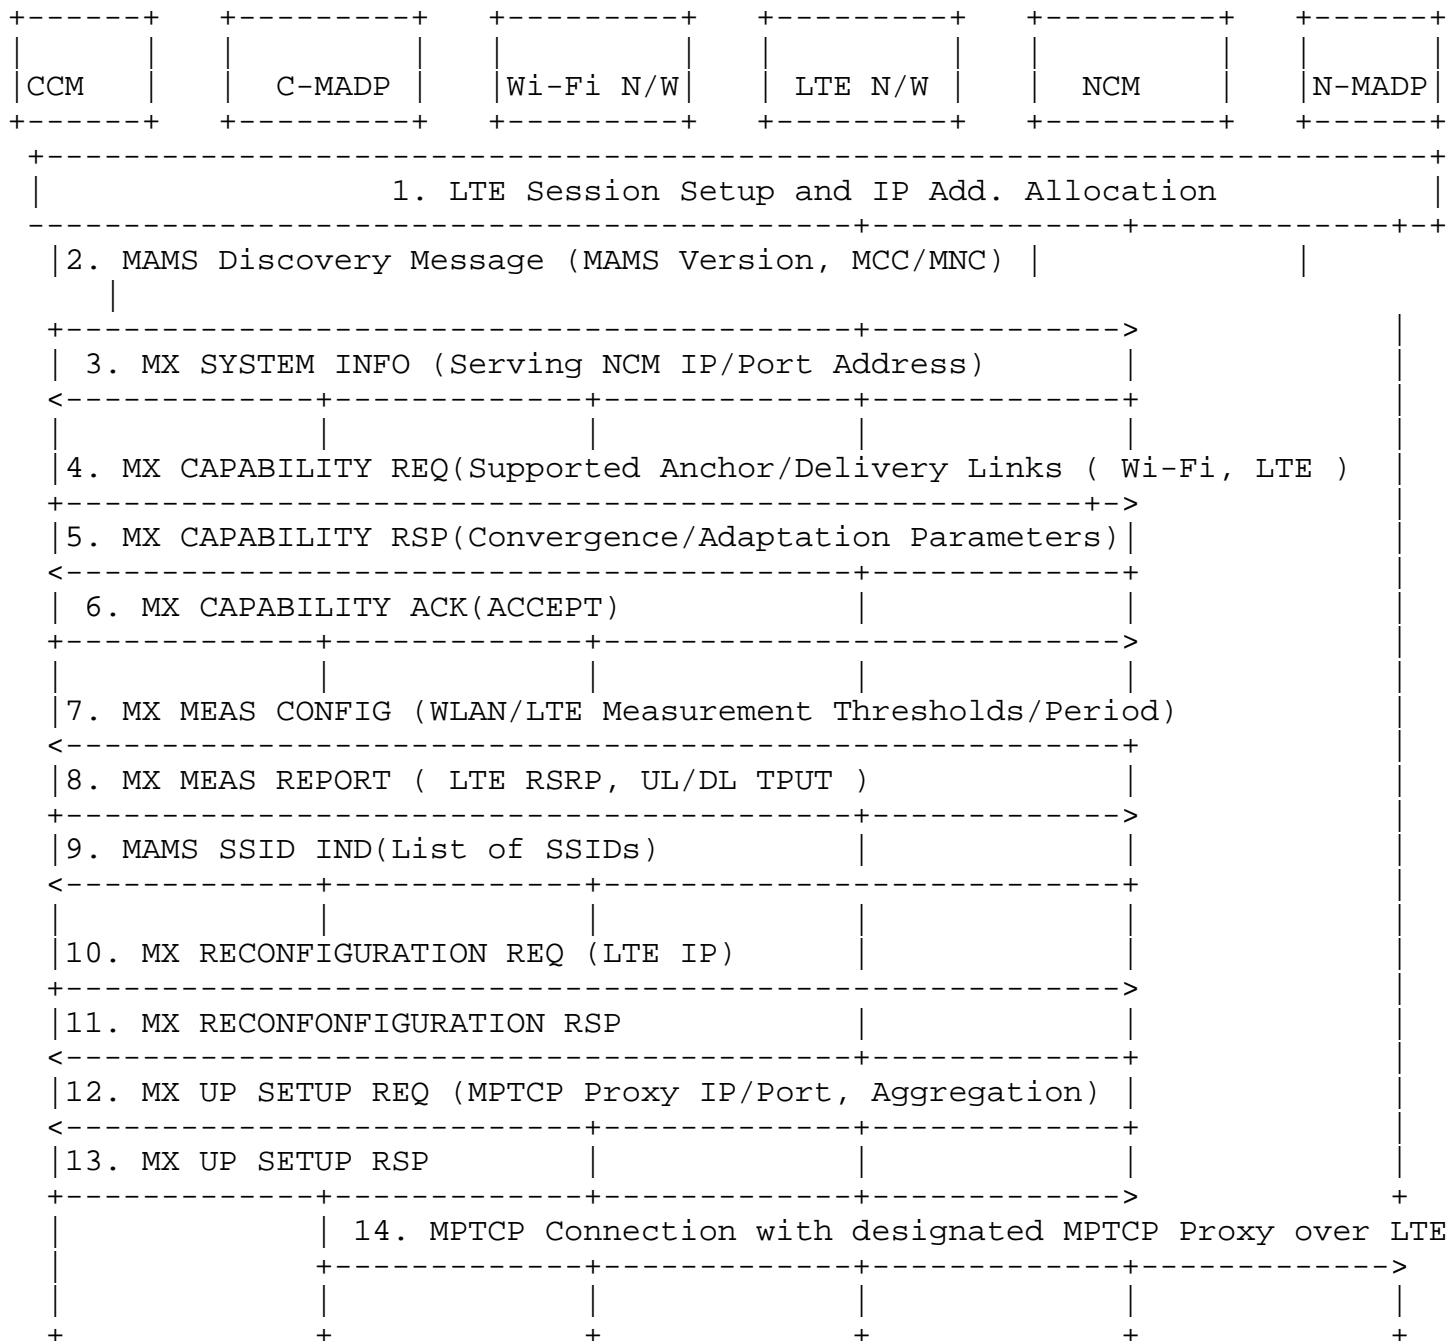 CCM C-MADP Wi-Fi N/W LTE N/W NCM N-MADP
1. LTE Session Setup and IP Add. Allocation
2. MAMS Discovery Message (MAMS Version, MCC/MNC)
3. MX SYSTEM INFO (Serving NCM IP/Port Address)
4. MX CAPABILITY REQ(Supported Anchor/Delivery Links ( Wi-Fi, LTE )
5. MX CAPABILITY RSP(Convergence/Adaptation Parameters)
6. MX CAPABILITY ACK(ACCEPT)
7. MX MEAS CONFIG (WLAN/LTE Measurement Thresholds/Period)
8. MX MEAS REPORT ( LTE RSRP, UL/DL TPUT )
9. MAMS SSID IND(List of SSIDs)
10. MX RECONFIGURATION REQ (LTE IP)
11. MX RECONFONFIGURATION RSP
12. MX UP SETUP REQ (MPTCP Proxy IP/Port, Aggregation)
13. MX UP SETUP RSP
14. MPTCP Connection with designated MPTCP Proxy over LTE